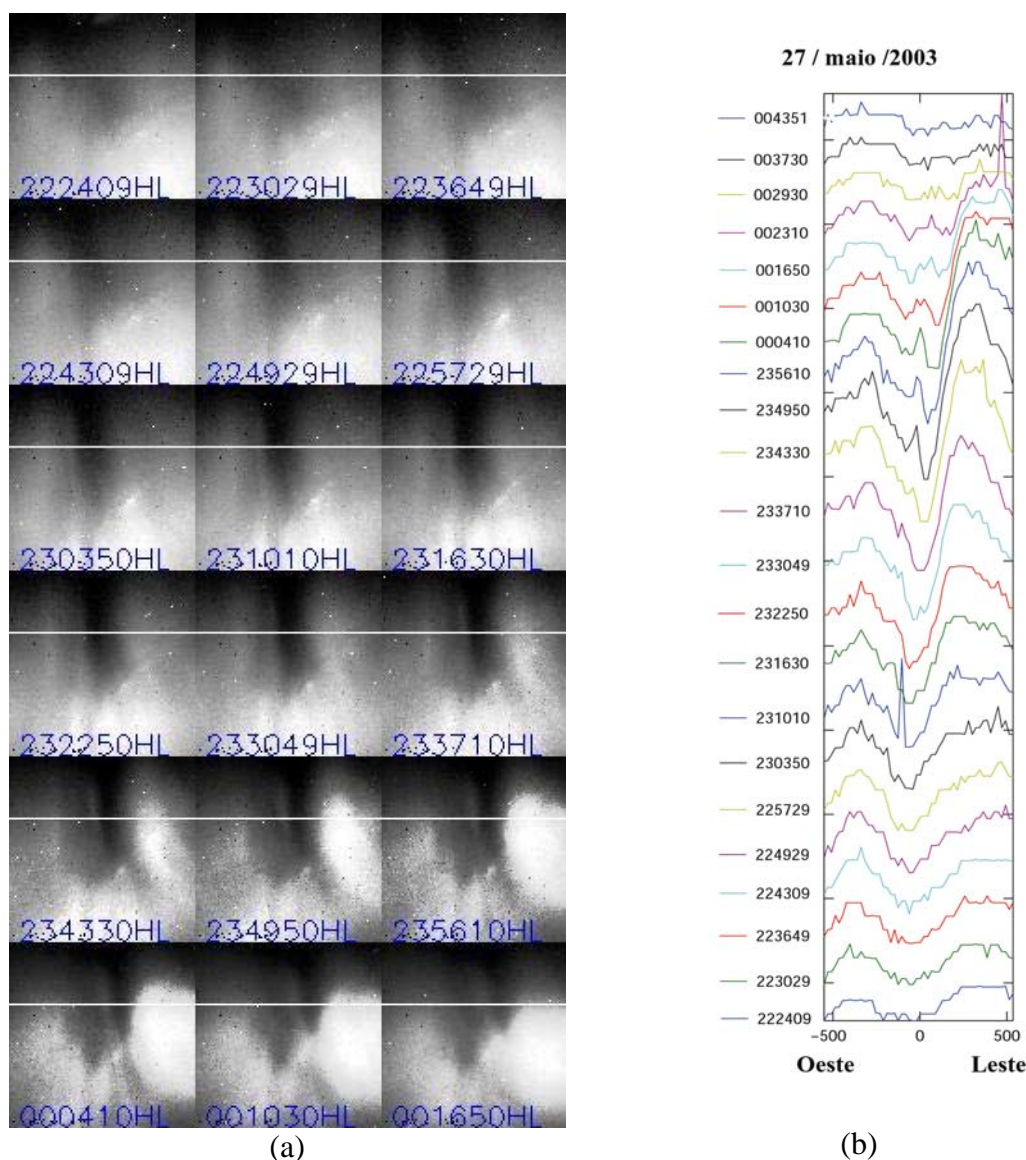 222409HL 223029HL 223649HL
224309HL 224929HL 225729HL
230350HL 231010HL 231630HL
232250HL 233049HL 233710HL
234330HL 234950HL 235610HL
000410HL 001030HL 001650HL
(a)
27 / maio /2003
004351
003730
002930
002310
001650
001030
000410
235610
234950
234330
233710
233049
232250
231630
231010
230350
225729
224929
224309
223649
223029
222409
−500 0 500
Oeste Leste
(b)